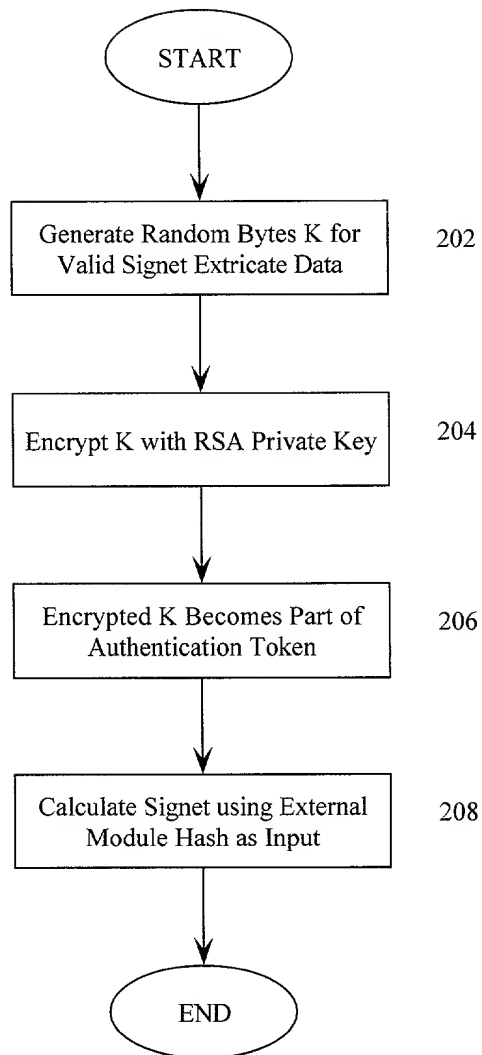 START
Generate Random Bytes K for
Valid Signet Extricate Data
202
Encrypt K with RSA Private Key
204
Encrypted K Becomes Part of
Authentication Token
206
Calculate Signet using External
Module Hash as Input
208
END